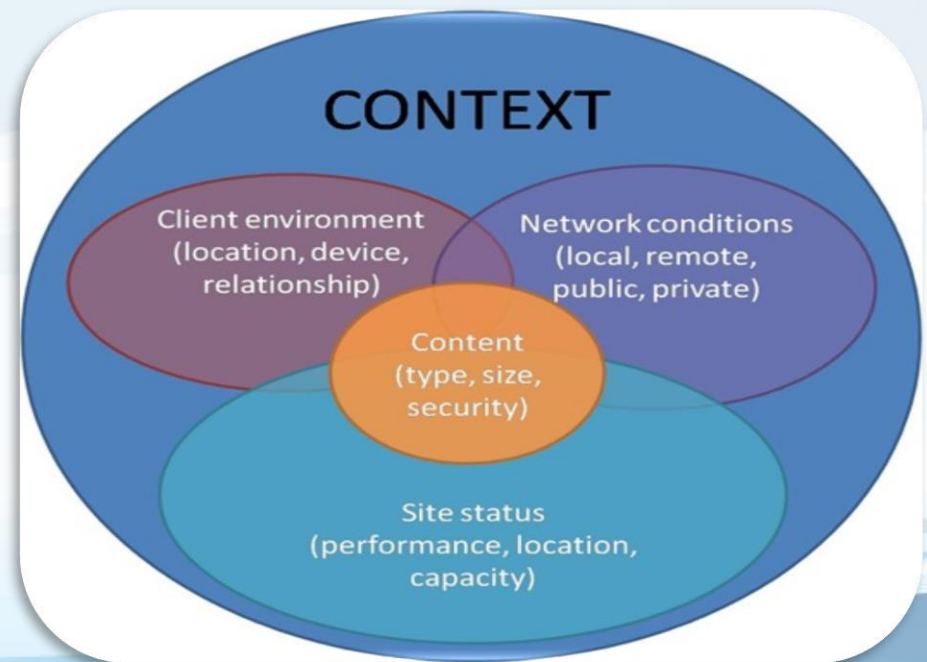 CONTEXT
Client environment
(location, device,
relationship)
Network conditions
(local, remote,
public, private)
Content
(type, size,
security)
Site status
(performance, location,
capacity)